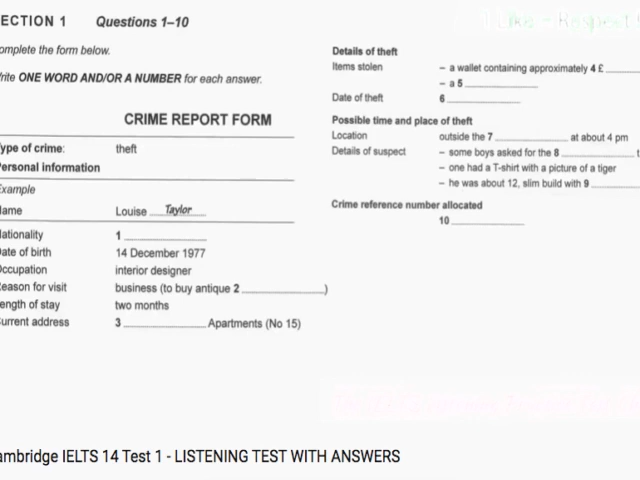 ECTION 1 Questions 1–10
omplete the form below.
rite ONE WORD AND/OR A NUMBER for each answer.
CRIME REPORT FORM
ype of crime: theft
ersonal information
Example
ame Louise Taylor
ationality 1
ate of birth 14 December 1977
ccupation interior designer
eason for visit business (to buy antique 2 )
ength of stay two months
urrent address 3 Apartments (No 15)
Details of theft
Items stolen – a wallet containing approximately 4 £
– a 5
Date of theft 6
Possible time and place of theft
Location outside the 7 at about 4 pm
Details of suspect – some boys asked for the 8 t
– one had a T-shirt with a picture of a tiger
– he was about 12, slim build with 9
Crime reference number allocated
10
ambridge IELTS 14 Test 1 - LISTENING TEST WITH ANSWERS